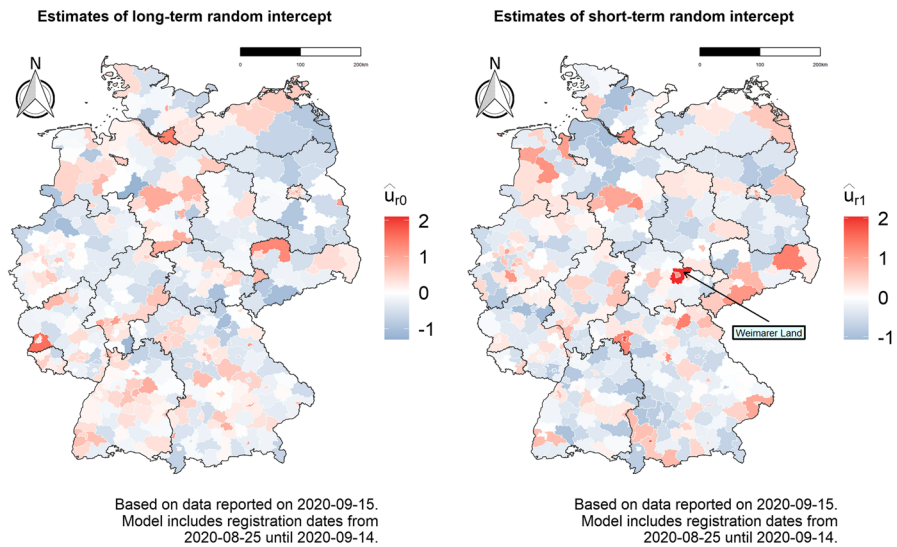 Estimates of long-term random intercept
0 100 200km
N
û_r0
2
1
0
-1
Based on data reported on 2020-09-15.
Model includes registration dates from
2020-08-25 until 2020-09-14.
Estimates of short-term random intercept
0 100 200km
N
û_r1
2
1
0
-1
Weimarer Land
Based on data reported on 2020-09-15.
Model includes registration dates from
2020-08-25 until 2020-09-14.